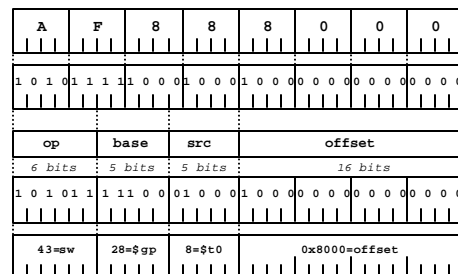 A F 8 8 8 0 0 0
1 0 1 0 1 1 1 1 1 0 0 0 1 0 0 0 1 0 0 0 0 0 0 0 0 0 0 0 0 0 0 0
op base src offset
6 bits 5 bits 5 bits 16 bits
1 0 1 0 1 1 1 1 1 0 0 0 1 0 0 0 1 0 0 0 0 0 0 0 0 0 0 0 0 0 0 0
43=sw 28=$gp 8=$t0 0x8000=offset